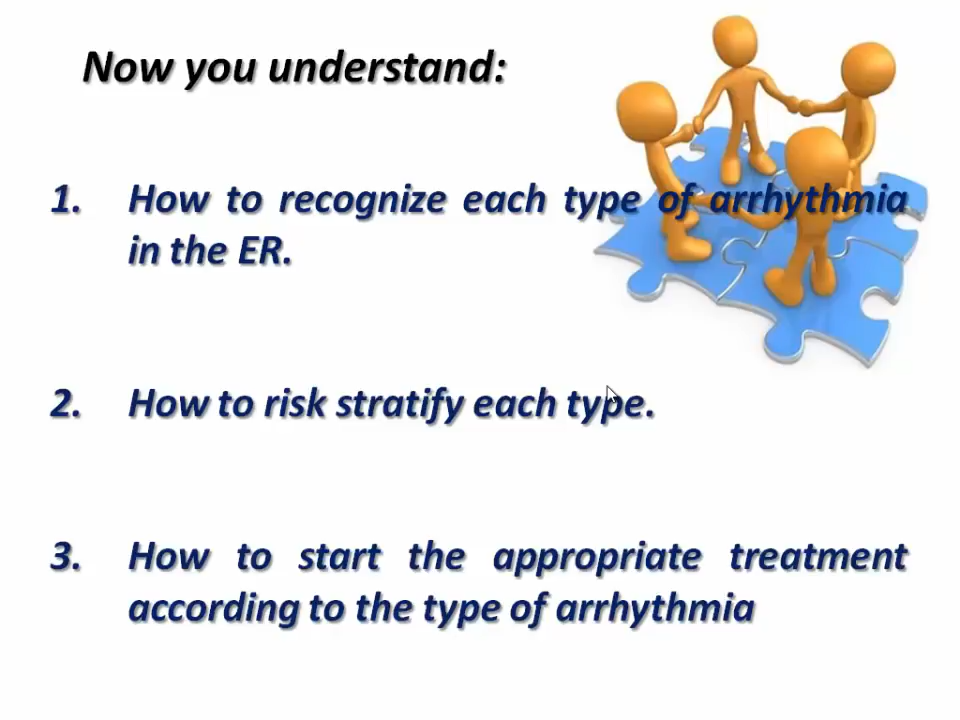 Now you understand:
1. How to recognize each type of arrhythmia
in the ER.
2. How to risk stratify each type.
3. How to start the appropriate treatment
according to the type of arrhythmia